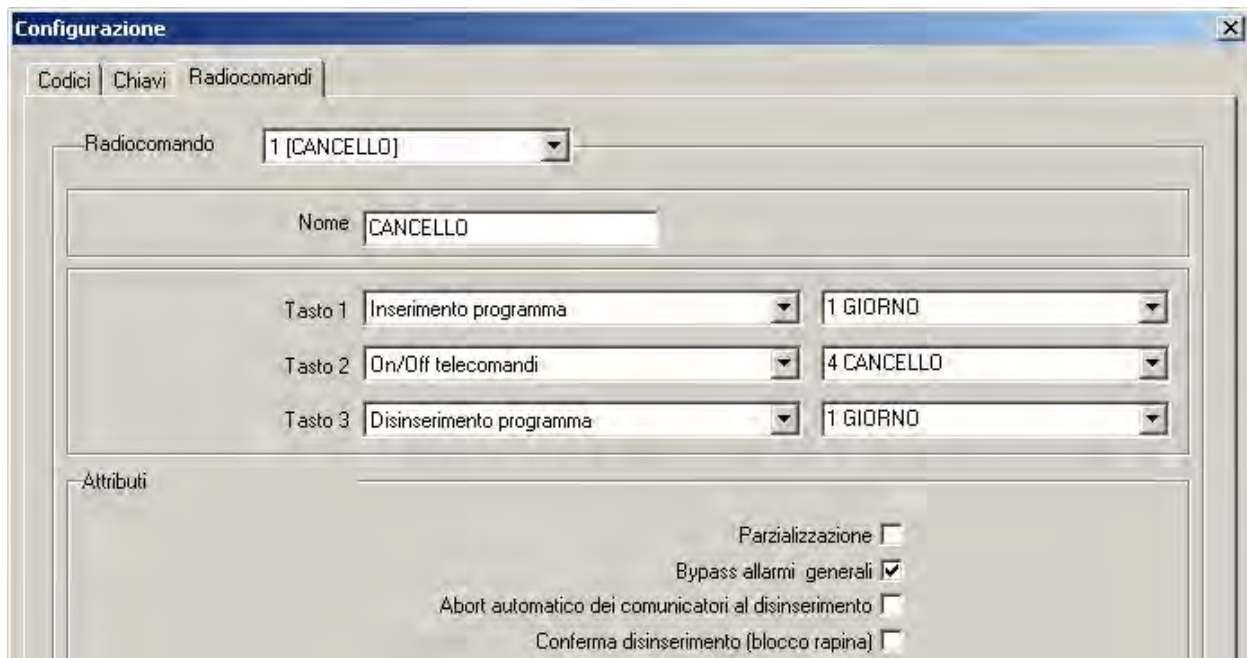 Configurazione
Codici Chiavi Radiocomandi
Radiocomando 1 [CANCELLO]
Nome CANCELLO
Tasto 1 Inserimento programma 1 GIORNO
Tasto 2 On/Off telecomandi 4 CANCELLO
Tasto 3 Disinserimento programma 1 GIORNO
Attributi
Parzializzazione
Bypass allarmi generali
Abort automatico dei comunicatori al disinserimento
Conferma disinserimento (blocco rapina)